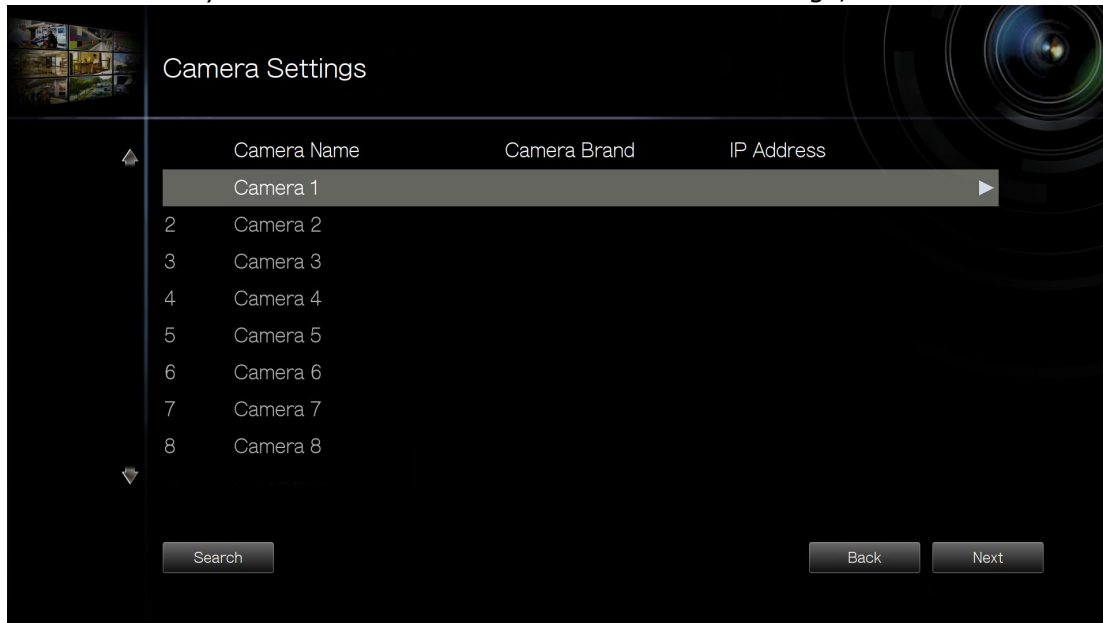 Camera Settings
Camera Name Camera Brand IP Address
Camera 1
2 Camera 2
3 Camera 3
4 Camera 4
5 Camera 5
6 Camera 6
7 Camera 7
8 Camera 8
Search Back Next